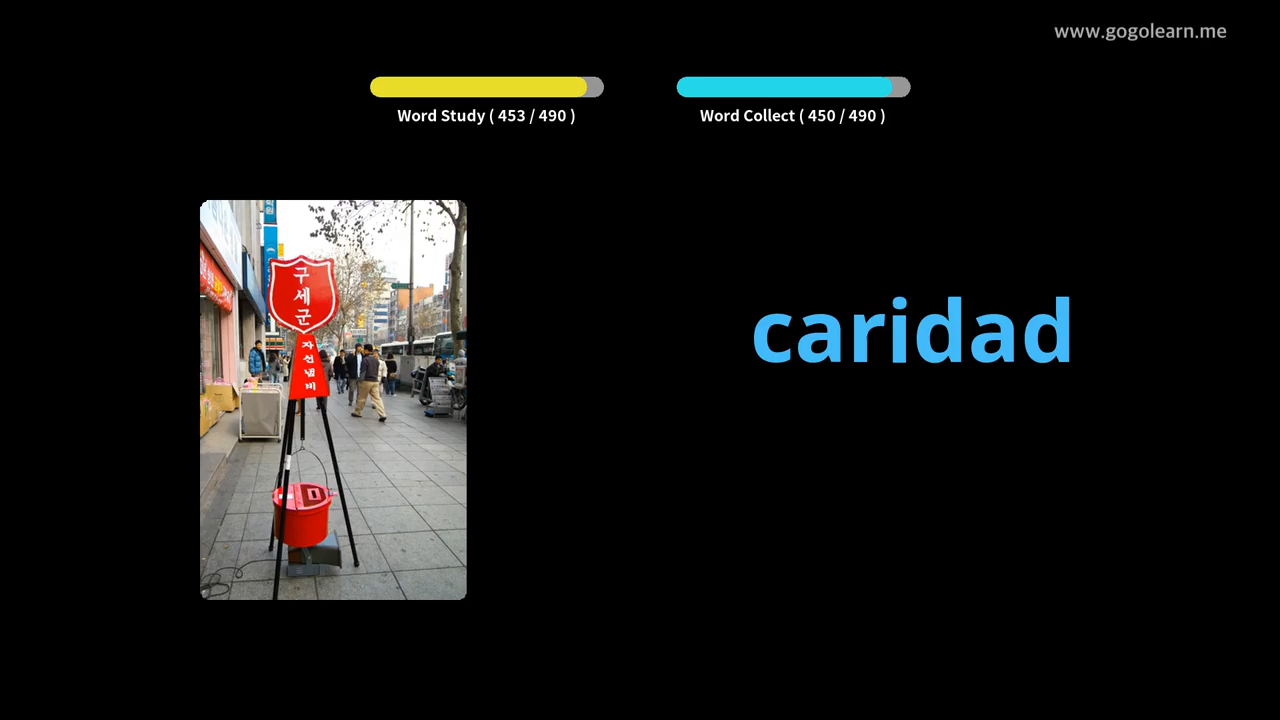 www.gogolearn.me
Word Study ( 453 / 490 )
Word Collect ( 450 / 490 )
구
세
군
자
선
냄
비
caridad